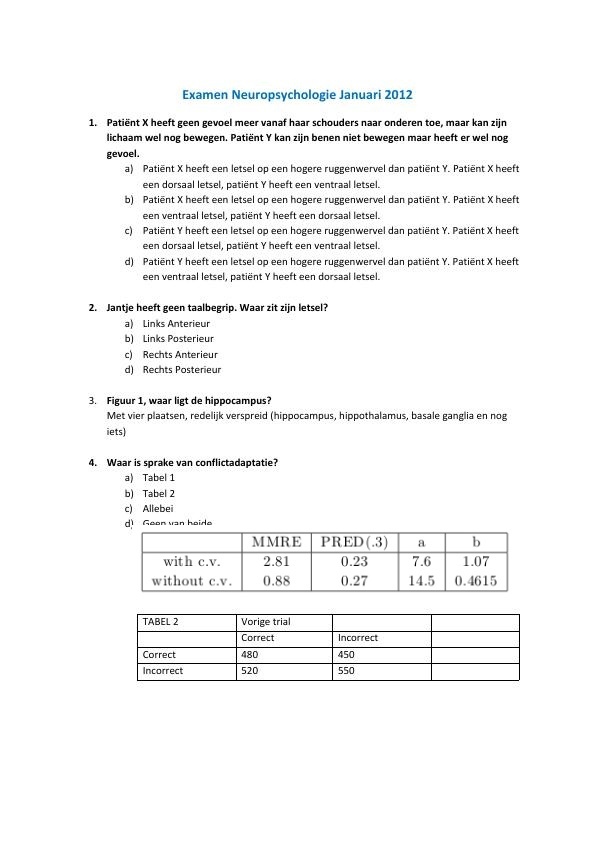 Examen Neuropsychologie Januari 2012
1. Patiënt X heeft geen gevoel meer vanaf haar schouders naar onderen toe, maar kan zijn
lichaam wel nog bewegen. Patiënt Y kan zijn benen niet bewegen maar heeft er wel nog
gevoel.
a) Patiënt X heeft een letsel op een hogere ruggenwervel dan patiënt Y. Patiënt X heeft
een dorsaal letsel, patiënt Y heeft een ventraal letsel.
b) Patiënt X heeft een letsel op een hogere ruggenwervel dan patiënt Y. Patiënt X heeft
een ventraal letsel, patiënt Y heeft een dorsaal letsel.
c) Patiënt Y heeft een letsel op een hogere ruggenwervel dan patiënt Y. Patiënt X heeft
een dorsaal letsel, patiënt Y heeft een ventraal letsel.
d) Patiënt Y heeft een letsel op een hogere ruggenwervel dan patiënt Y. Patiënt X heeft
een ventraal letsel, patiënt Y heeft een dorsaal letsel.
2. Jantje heeft geen taalbegrip. Waar zit zijn letsel?
a) Links Anterieur
b) Links Posterieur
c) Rechts Anterieur
d) Rechts Posterieur
3. Figuur 1, waar ligt de hippocampus?
Met vier plaatsen, redelijk verspreid (hippocampus, hippothalamus, basale ganglia en nog
iets)
4. Waar is sprake van conflictadaptatie?
a) Tabel 1
b) Tabel 2
c) Allebei
d) Geen van beide
MMRE PRED(.3) a b
with c.v. 2.81 0.23 7.6 1.07
without c.v. 0.88 0.27 14.5 0.4615
TABEL 2 Vorige trial
Correct Incorrect
Correct 480 450
Incorrect 520 550